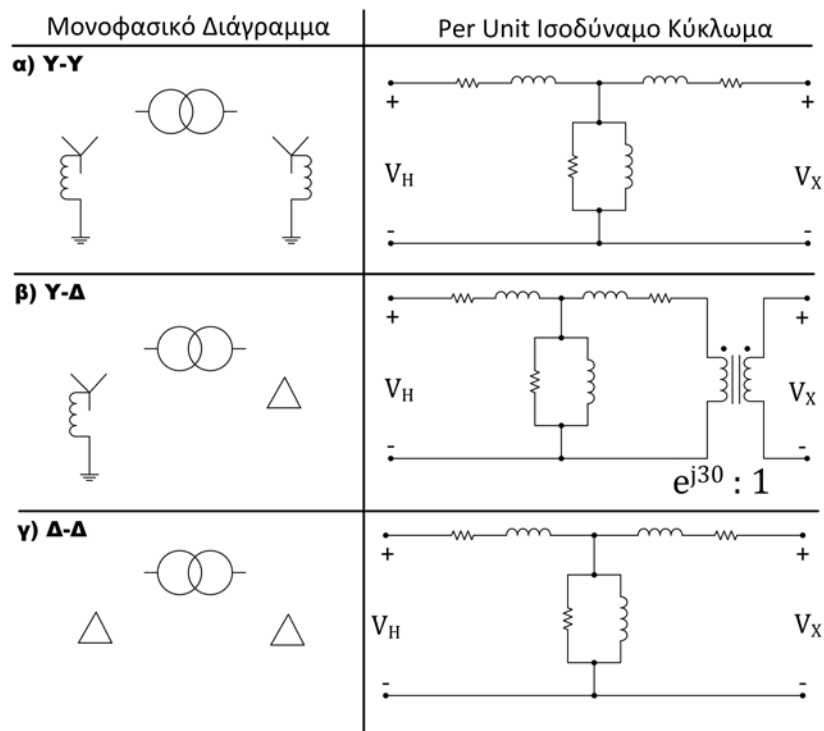 Μονοφασικό Διάγραμμα
Per Unit Ισοδύναμο Κύκλωμα
α) Υ-Υ
+
+
V_H
V_X
-
-
β) Υ-Δ
+
+
V_H
V_X
-
-
e^j30 : 1
γ) Δ-Δ
+
+
V_H
V_X
-
-